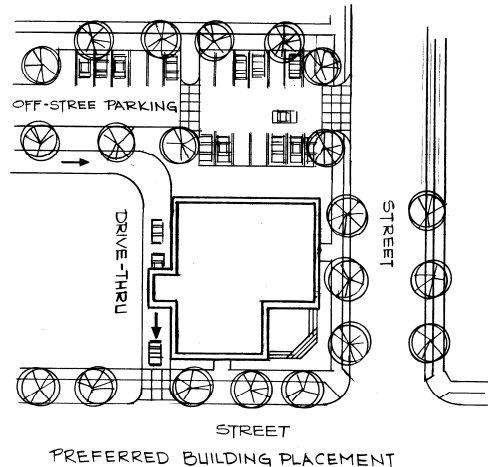 OFF-STREE PARKING
DRIVE-THRU
STREET
STREET
PREFERRED BUILDING PLACEMENT